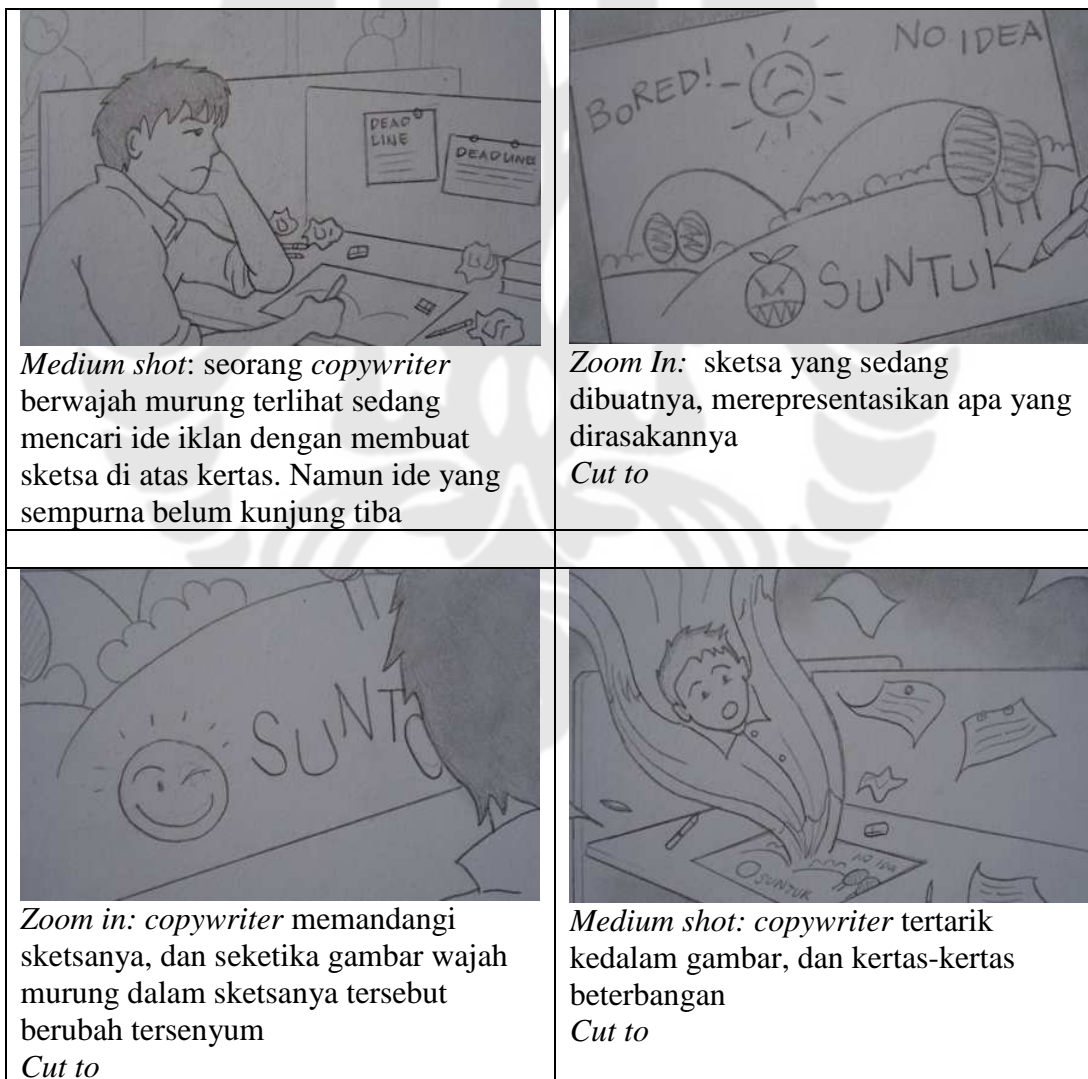 DEAD
LINE
DEADLINE
BORED!
NO IDEA
SUNTUK
Medium shot: seorang copywriter
berwajah murung terlihat sedang
mencari ide iklan dengan membuat
sketsa di atas kertas. Namun ide yang
sempurna belum kunjung tiba
Zoom In: sketsa yang sedang
dibuatnya, merepresentasikan apa yang
dirasakannya
Cut to
SUNTU
NO IDEA
SUNTUK
Zoom in: copywriter memandangi
sketsanya, dan seketika gambar wajah
murung dalam sketsanya tersebut
berubah tersenyum
Cut to
Medium shot: copywriter tertarik
kedalam gambar, dan kertas-kertas
beterbangan
Cut to